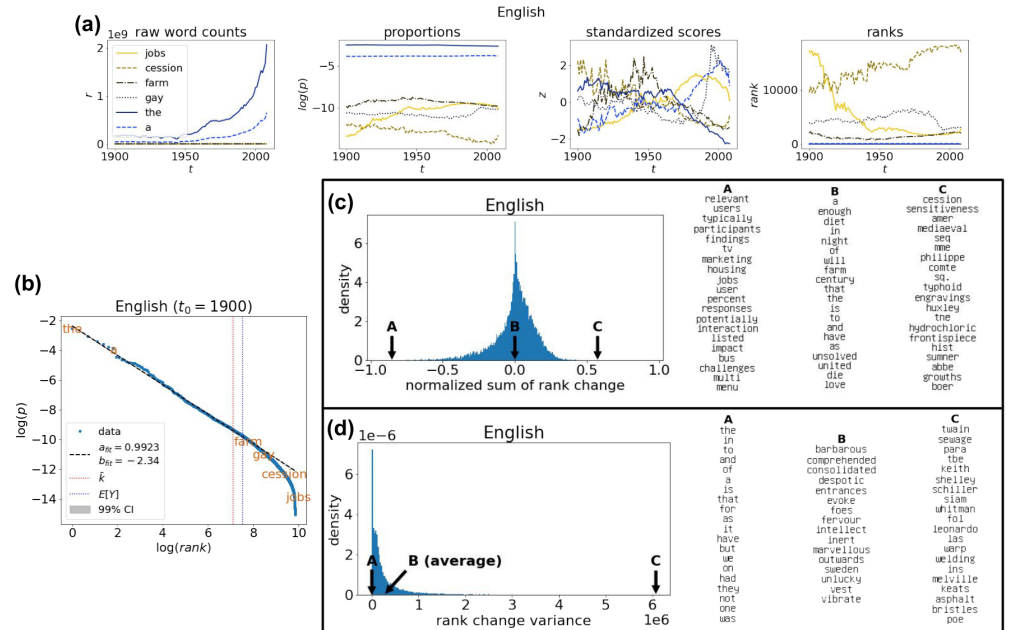 English
(a)
raw word counts
1e9
r
2
1
0
jobs
cession
farm
gay
the
a
1900
1950
2000
t
proportions
log(p)
−5
−10
1900
1950
2000
t
standardized scores
z
2
0
−2
1900
1950
2000
t
ranks
rank
10000
0
1900
1950
2000
t
(b)
English (t₀ = 1900)
log(p)
−2
−4
−6
−8
−10
−12
−14
the
a
farm
gay
cession
jobs
data
a_fit = 0.9923
b_fit = −2.34
k̄
E[Y]
99% CI
0
2
4
6
8
10
log(rank)
(c)
English
density
6
4
2
0
A
B
C
−1.0
−0.5
0.0
0.5
1.0
normalized sum of rank change
A
relevant
users
typically
participants
findings
tv
marketing
housing
jobs
user
percent
responses
potentially
interaction
listed
impact
bus
challenges
multi
menu
B
a
enough
diet
in
night
of
will
farm
century
that
the
is
to
and
have
as
unsolved
united
die
love
C
cession
sensitiveness
amer
mediaeval
seq
mme
philippe
comte
sq.
typhoid
engravings
huxley
tne
hydrochloric
frontispiece
hist
sumner
abbe
growths
boer
(d)
1e−6
English
density
6
4
2
0
A
B (average)
C
0
1
2
3
4
5
6
1e6
rank change variance
A
the
in
to
and
of
a
is
that
for
as
it
have
but
we
on
had
they
not
one
was
B
barbarous
comprehended
consolidated
despotic
entrances
evoke
foes
fervour
intellect
inert
marvellous
outwards
sweden
unlucky
vest
vibrate
C
twain
sewage
para
tbe
keith
shelley
schiller
siam
whitman
fol
leonardo
las
warp
welding
ins
melville
keats
asphalt
bristles
poe